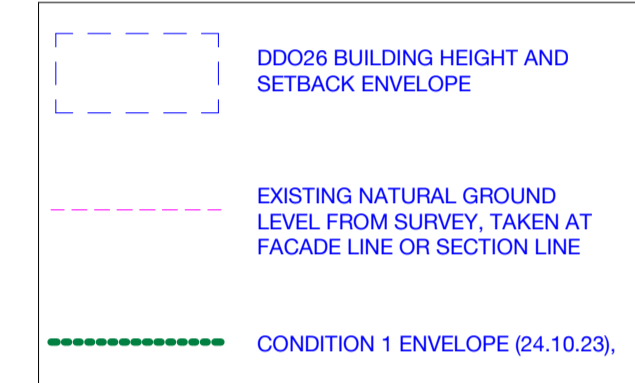 DDO26 BUILDING HEIGHT AND
SETBACK ENVELOPE
EXISTING NATURAL GROUND
LEVEL FROM SURVEY, TAKEN AT
FACADE LINE OR SECTION LINE
CONDITION 1 ENVELOPE (24.10.23),